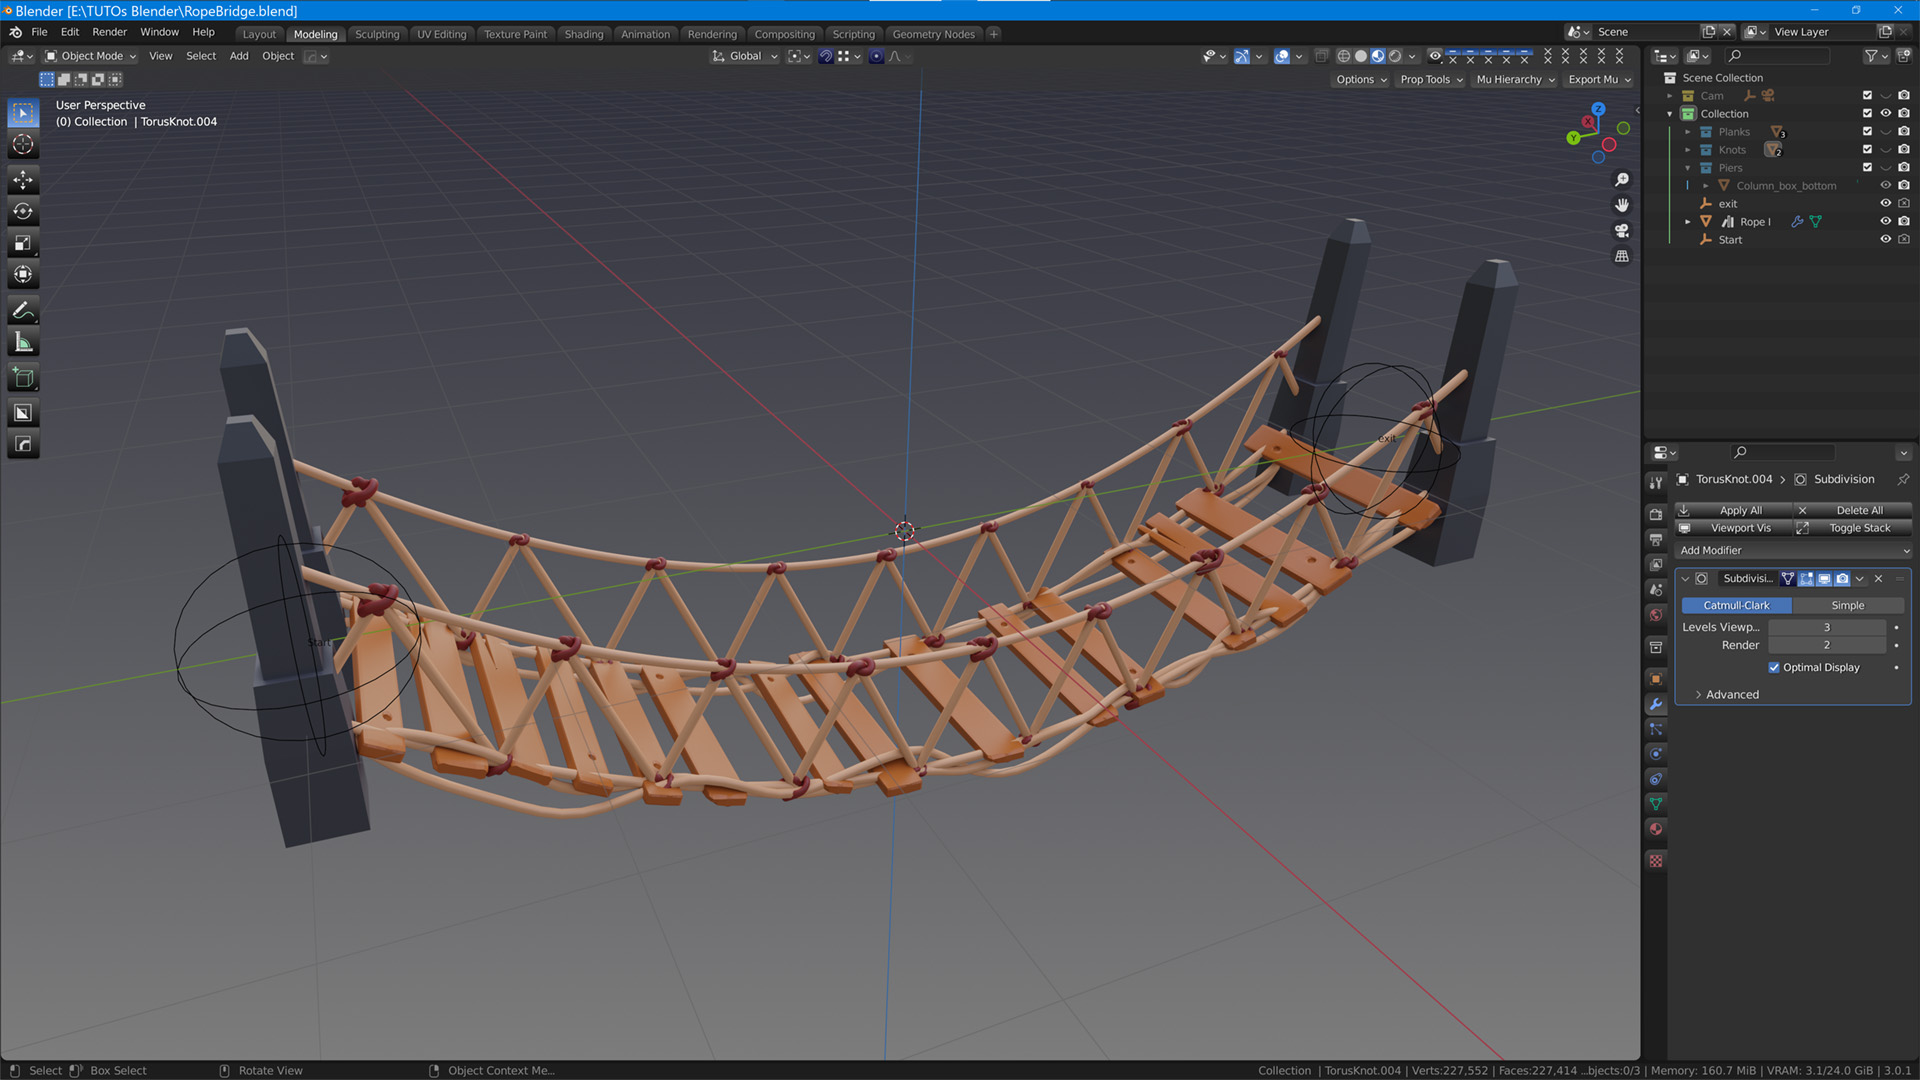 Blender [E:\TUTOs Blender\RopeBridge.blend]
File Edit Render Window Help Layout Modeling Sculpting UV Editing Texture Paint Shading Animation Rendering Compositing Scripting Geometry Nodes + Scene View Layer
Object Mode View Select Add Object Global
Options Prop Tools Mu Hierarchy Export Mu
User Perspective
(0) Collection | TorusKnot.004
Z
X
Y
exit
Start
Scene Collection
Cam
Collection
Planks 3
Knots 2
Piers
Column_box_bottom
exit
Rope I
Start
TorusKnot.004 > Subdivision
Apply All Delete All
Viewport Vis Toggle Stack
Add Modifier
Subdivisi...
Catmull-Clark Simple
Levels Viewp... 3
Render 2
Optimal Display
Advanced
Select Box Select Rotate View Object Context Me... Collection | TorusKnot.004 | Verts:227,552 | Faces:227,414 ...bjects:0/3 | Memory: 160.7 MiB | VRAM: 3.1/24.0 GiB | 3.0.1